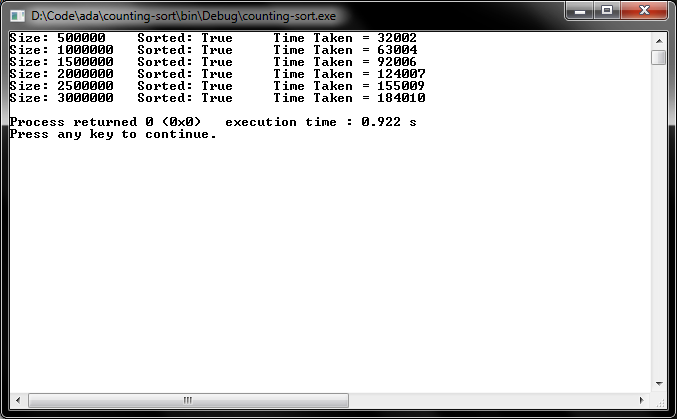 D:\Code\ada\counting-sort\bin\Debug\counting-sort.exe
Size: 500000    Sorted: True     Time Taken = 32002
Size: 1000000   Sorted: True     Time Taken = 63004
Size: 1500000   Sorted: True     Time Taken = 92006
Size: 2000000   Sorted: True     Time Taken = 124007
Size: 2500000   Sorted: True     Time Taken = 155009
Size: 3000000   Sorted: True     Time Taken = 184010
Process returned 0 (0x0)   execution time : 0.922 s
Press any key to continue.